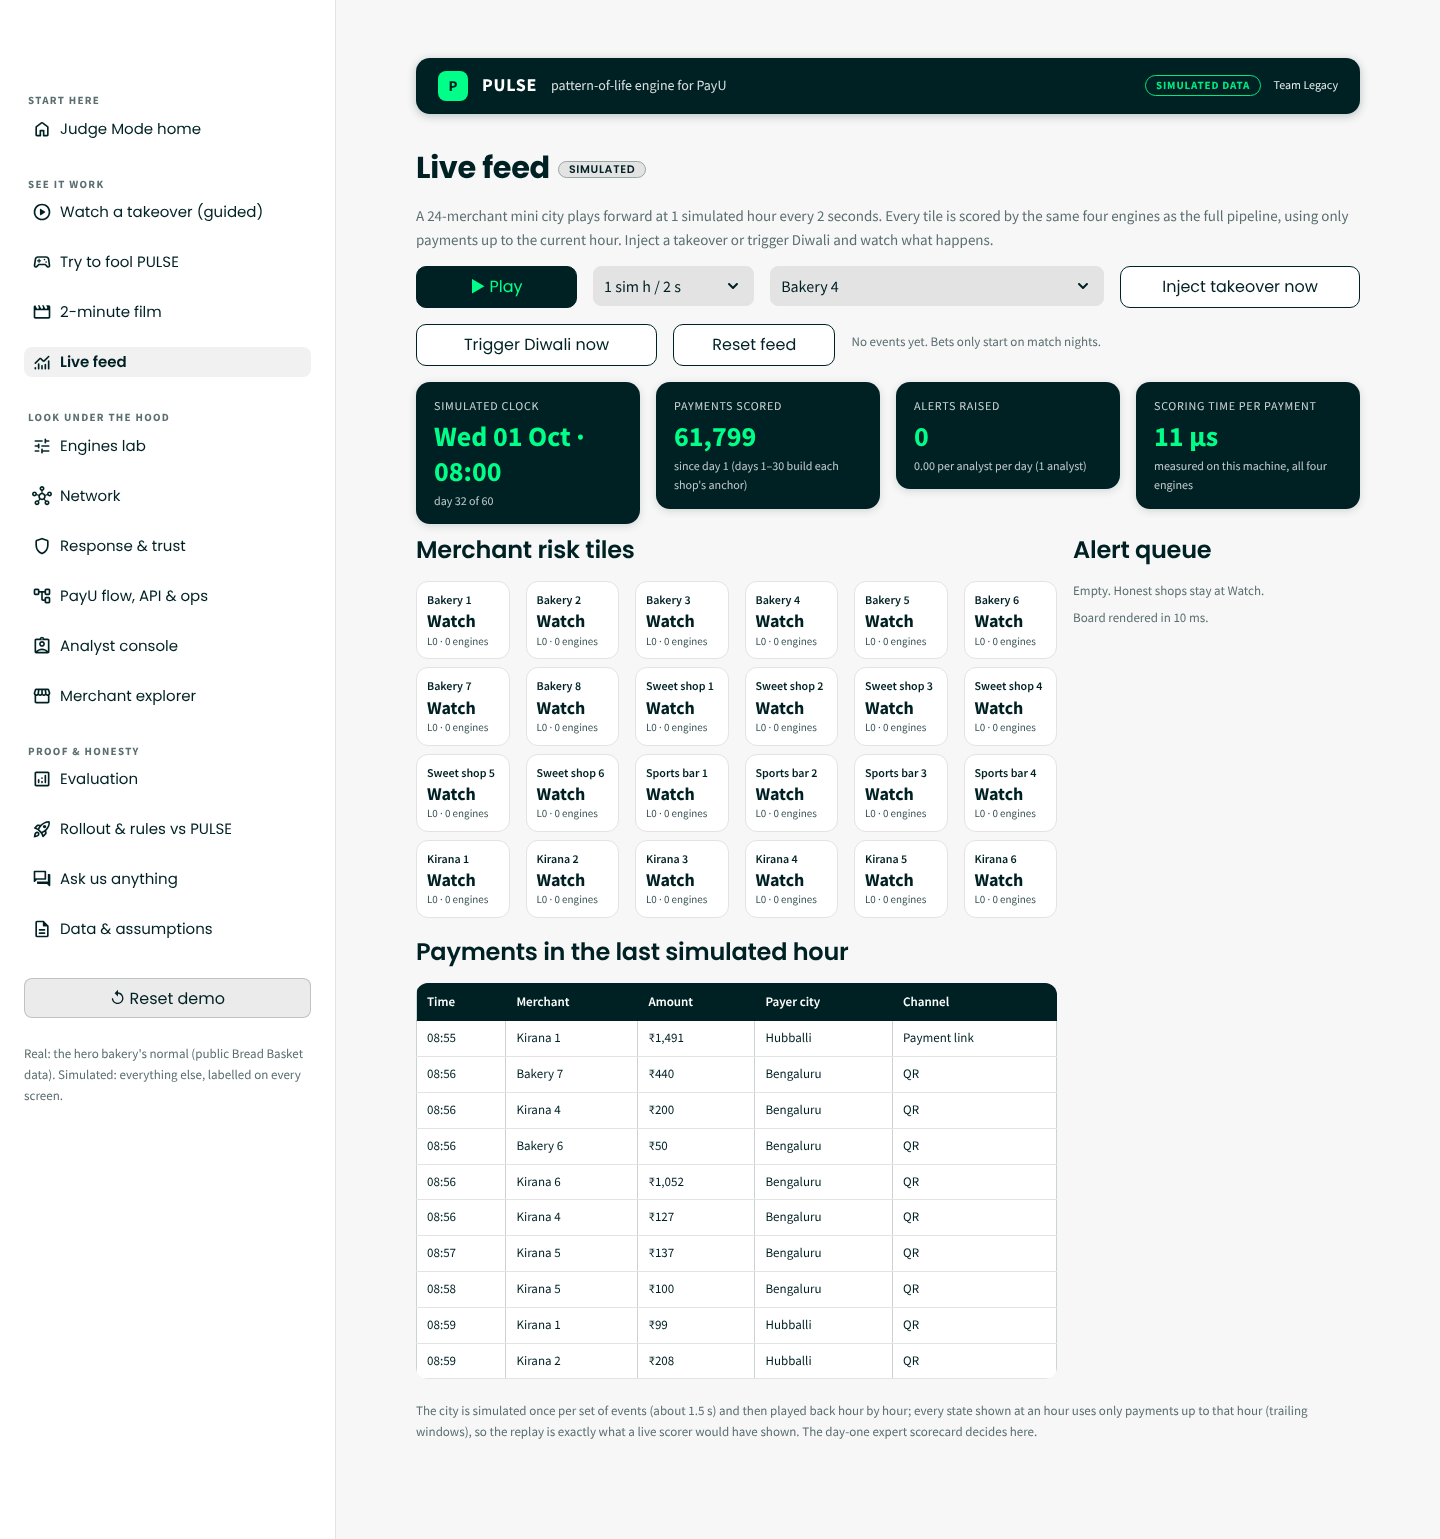 START HERE
Judge Mode home
SEE IT WORK
Watch a takeover (guided)
Try to fool PULSE
2-minute film
Live feed
LOOK UNDER THE HOOD
Engines lab
Network
Response & trust
PayU flow, API & ops
Analyst console
Merchant explorer
PROOF & HONESTY
Evaluation
Rollout & rules vs PULSE
Ask us anything
Data & assumptions
Reset demo
Real: the hero bakery's normal (public Bread Basket
data). Simulated: everything else, labelled on every
screen.
P PULSE pattern-of-life engine for PayU SIMULATED DATA Team Legacy
Live feed SIMULATED
A 24-merchant mini city plays forward at 1 simulated hour every 2 seconds. Every tile is scored by the same four engines as the full pipeline, using only
payments up to the current hour. Inject a takeover or trigger Diwali and watch what happens.
Play 1 sim h / 2 s Bakery 4 Inject takeover now
Trigger Diwali now Reset feed No events yet. Bets only start on match nights.
SIMULATED CLOCK
Wed 01 Oct ·
08:00
day 32 of 60
PAYMENTS SCORED
61,799
since day 1 (days 1–30 build each
shop's anchor)
ALERTS RAISED
0
0.00 per analyst per day (1 analyst)
SCORING TIME PER PAYMENT
11 µs
measured on this machine, all four
engines
Merchant risk tiles
Bakery 1 Bakery 2 Bakery 3 Bakery 4 Bakery 5 Bakery 6
Watch Watch Watch Watch Watch Watch
L0 · 0 engines L0 · 0 engines L0 · 0 engines L0 · 0 engines L0 · 0 engines L0 · 0 engines
Bakery 7 Bakery 8 Sweet shop 1 Sweet shop 2 Sweet shop 3 Sweet shop 4
Watch Watch Watch Watch Watch Watch
L0 · 0 engines L0 · 0 engines L0 · 0 engines L0 · 0 engines L0 · 0 engines L0 · 0 engines
Sweet shop 5 Sweet shop 6 Sports bar 1 Sports bar 2 Sports bar 3 Sports bar 4
Watch Watch Watch Watch Watch Watch
L0 · 0 engines L0 · 0 engines L0 · 0 engines L0 · 0 engines L0 · 0 engines L0 · 0 engines
Kirana 1 Kirana 2 Kirana 3 Kirana 4 Kirana 5 Kirana 6
Watch Watch Watch Watch Watch Watch
L0 · 0 engines L0 · 0 engines L0 · 0 engines L0 · 0 engines L0 · 0 engines L0 · 0 engines
Alert queue
Empty. Honest shops stay at Watch.
Board rendered in 10 ms.
Payments in the last simulated hour
Time Merchant Amount Payer city Channel
08:55 Kirana 1 ₹1,491 Hubballi Payment link
08:56 Bakery 7 ₹440 Bengaluru QR
08:56 Kirana 4 ₹200 Bengaluru QR
08:56 Bakery 6 ₹50 Bengaluru QR
08:56 Kirana 6 ₹1,052 Bengaluru QR
08:56 Kirana 4 ₹127 Bengaluru QR
08:57 Kirana 5 ₹137 Bengaluru QR
08:58 Kirana 5 ₹100 Bengaluru QR
08:59 Kirana 1 ₹99 Hubballi QR
08:59 Kirana 2 ₹208 Hubballi QR
The city is simulated once per set of events (about 1.5 s) and then played back hour by hour; every state shown at an hour uses only payments up to that hour (trailing
windows), so the replay is exactly what a live scorer would have shown. The day-one expert scorecard decides here.